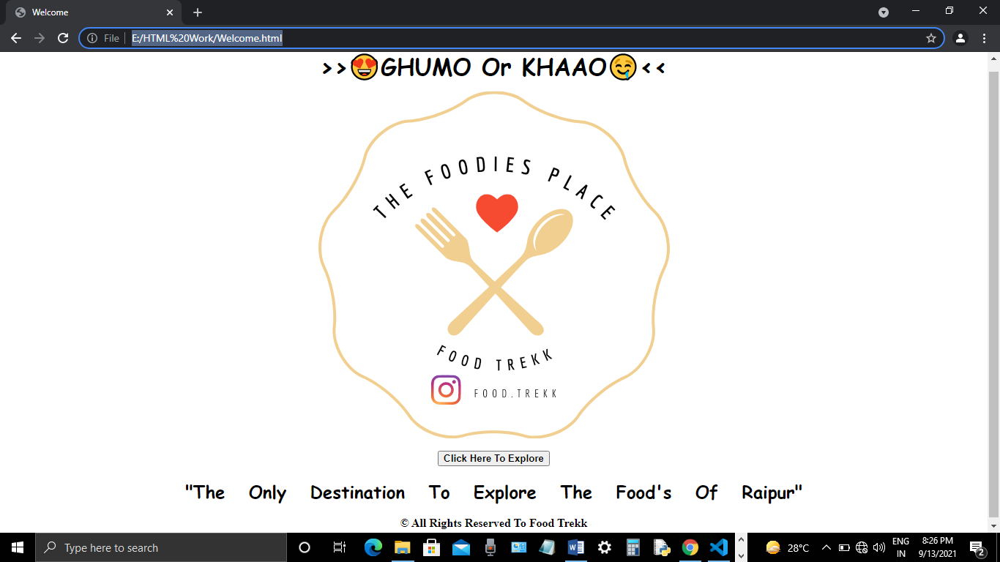 Welcome
File
E:/HTML%20Work/Welcome.html
>>😍GHUMO Or KHAAO🤤<<
THE FOODIES PLACE
FOOD TREKK
FOOD.TREKK
Click Here To Explore
"The Only Destination To Explore The Food's Of Raipur"
© All Rights Reserved To Food Trekk
Type here to search
28°C
ENG
IN
8:26 PM
9/13/2021
2